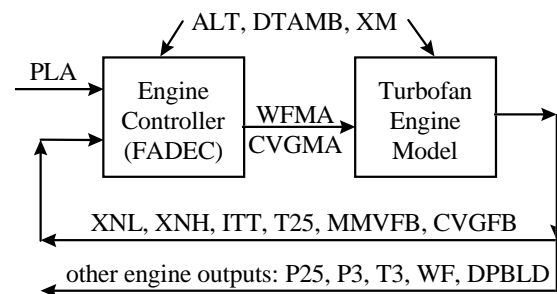 ALT, DTAMB, XM
PLA
Engine
Controller
(FADEC)
WFMA
CVGMA
Turbofan
Engine
Model
XNL, XNH, ITT, T25, MMVFB, CVGFB
other engine outputs: P25, P3, T3, WF, DPBLD